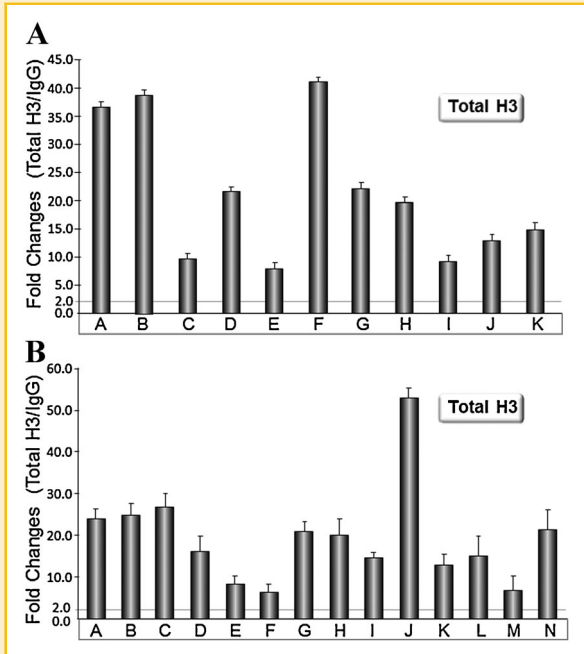 A
Fold Changes (Total H3/IgG)
45.0
40.0
35.0
30.0
25.0
20.0
15.0
10.0
5.0
2.0
0.0
Total H3
A B C D E F G H I J K
B
Fold Changes (Total H3/IgG)
60.0
50.0
40.0
30.0
20.0
10.0
2.0
0.0
Total H3
A B C D E F G H I J K L M N